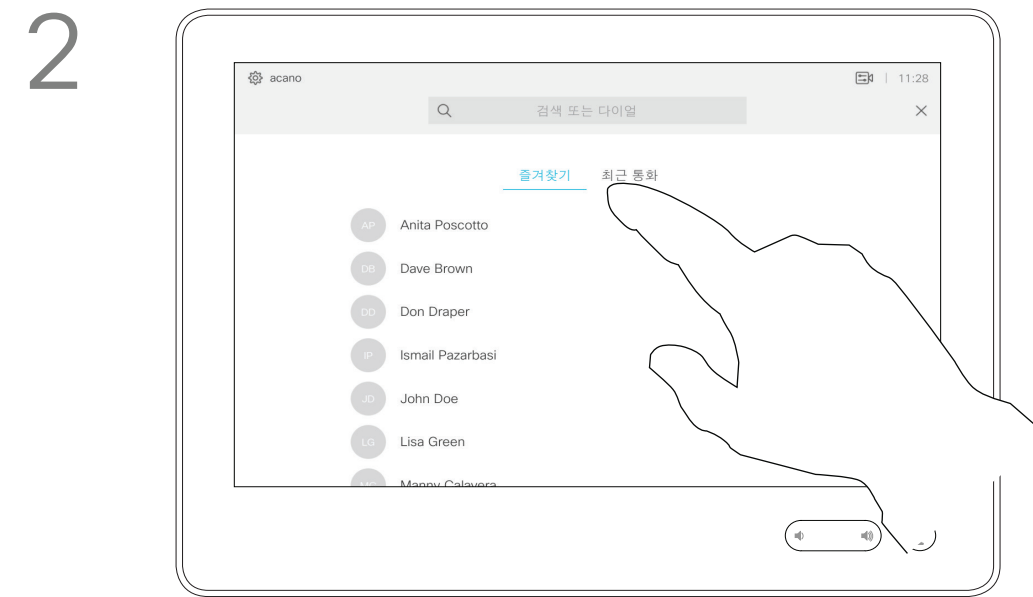 2
acano
11:28
검색 또는 다이얼
즐겨찾기 최근 통화
AP Anita Poscotto
DB Dave Brown
DD Don Draper
IP Ismail Pazarbasi
JD John Doe
LG Lisa Green
MC Manny Calavera